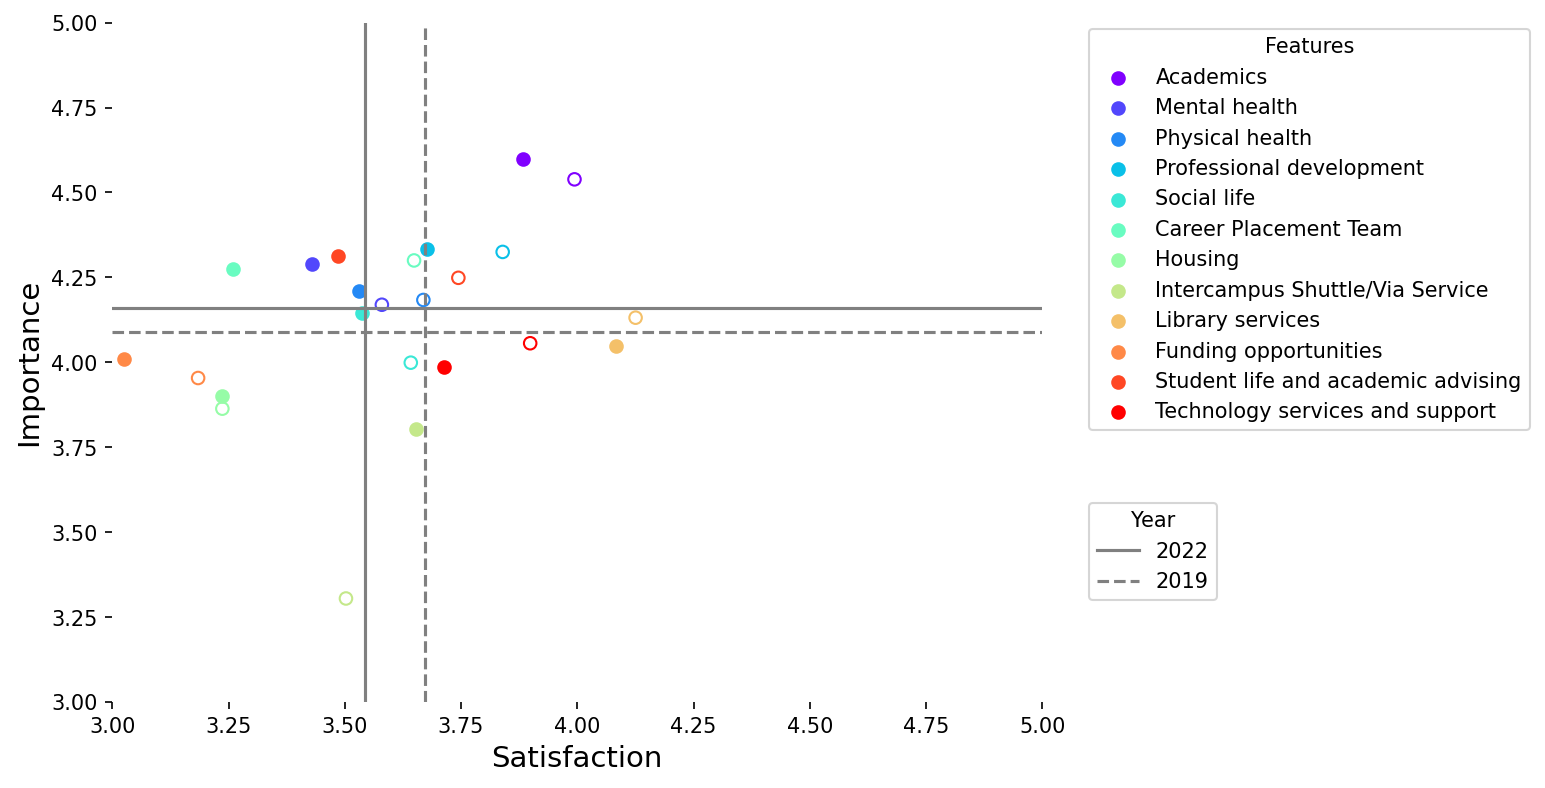 5.00
4.75
4.50
4.25
4.00
3.75
3.50
3.25
3.00
Importance
3.00 3.25 3.50 3.75 4.00 4.25 4.50 4.75 5.00
Satisfaction
Features
Academics
Mental health
Physical health
Professional development
Social life
Career Placement Team
Housing
Intercampus Shuttle/Via Service
Library services
Funding opportunities
Student life and academic advising
Technology services and support
Year
2022
2019